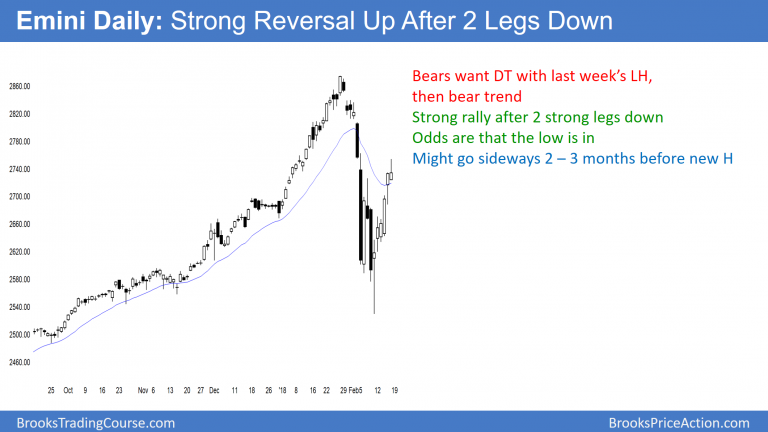 Emini Daily: Strong Reversal Up After 2 Legs Down
Bears want DT with last week's LH,
then bear trend
Strong rally after 2 strong legs down
Odds are that the low is in
Might go sideways 2 – 3 months before new H
2860.00
2820.00
2780.00
2740.00
2700.00
2660.00
2620.00
2580.00
2540.00
2500.00
2460.00
25 Oct 9 16 23 Nov 6 13 20 27 Dec 11 18 26 '18 8 16 22 29 Feb5 12 19
BrooksTradingCourse.com
BrooksPriceAction.com